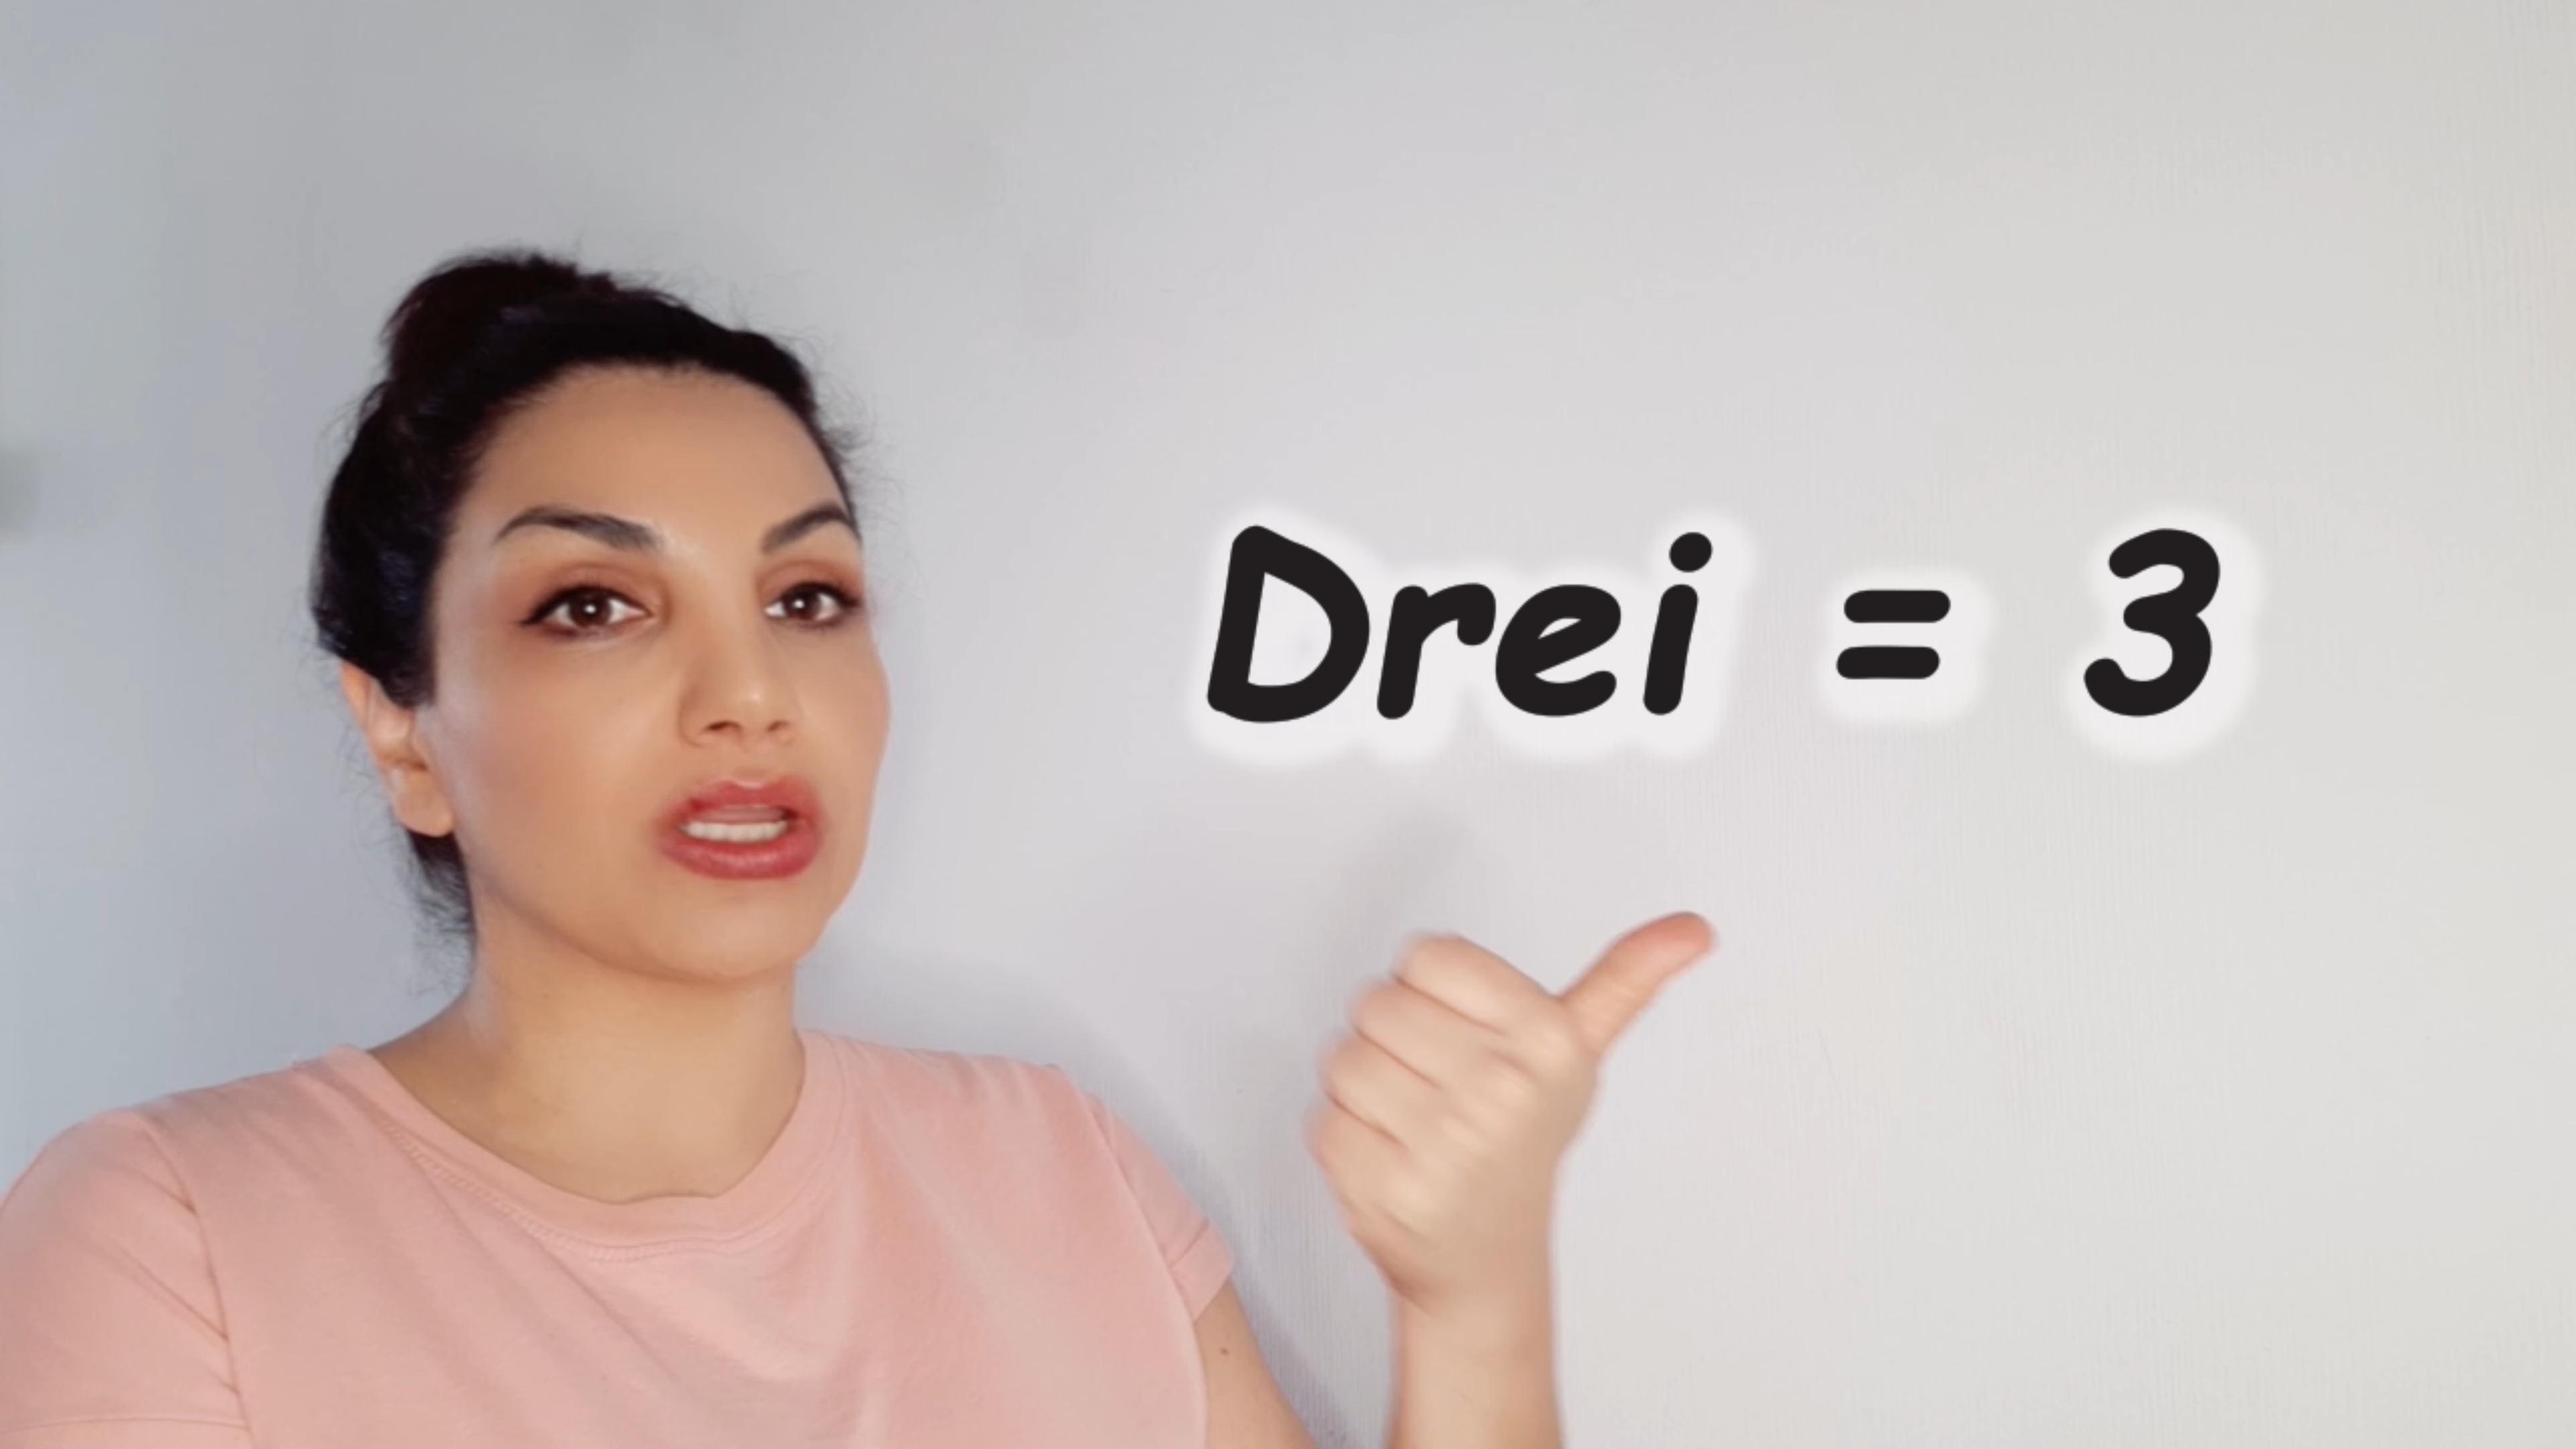 Drei = 3